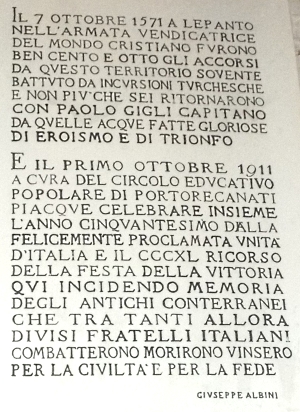 IL 7 OTTOBRE 1571 A LEPANTO
NELL'ARMATA VENDICATRICE
DEL MONDO CRISTIANO FVRONO
BEN CENTO E OTTO GLI ACCORSI
DA QVESTO TERRITORIO SOVENTE
BATTVTO DA INCVRSIONI TVRCHESCHE
E NON PIV' CHE SEI RITORNARONO
CON PAOLO GIGLI CAPITANO
DA QVELLE ACQVE FATTE GLORIOSE
DI EROISMO E DI TRIONFO
E IL PRIMO OTTOBRE 1911
A CVRA DEL CIRCOLO EDVCATIVO
POPOLARE DI PORTORECANATI
PIACQVE CELEBRARE INSIEME
L'ANNO CINQVANTESIMO DALLA
FELICEMENTE PROCLAMATA VNITÀ
D'ITALIA E IL CCCXL RICORSO
DELLA FESTA DELLA VITTORIA
QVI INCIDENDO MEMORIA
DEGLI ANTICHI CONTERRANEI
CHE TRA TANTI ALLORA
DIVISI FRATELLI ITALIANI
COMBATTERONO MORIRONO VINSERO
PER LA CIVILTÀ E PER LA FEDE
GIVSEPPE ALBINI